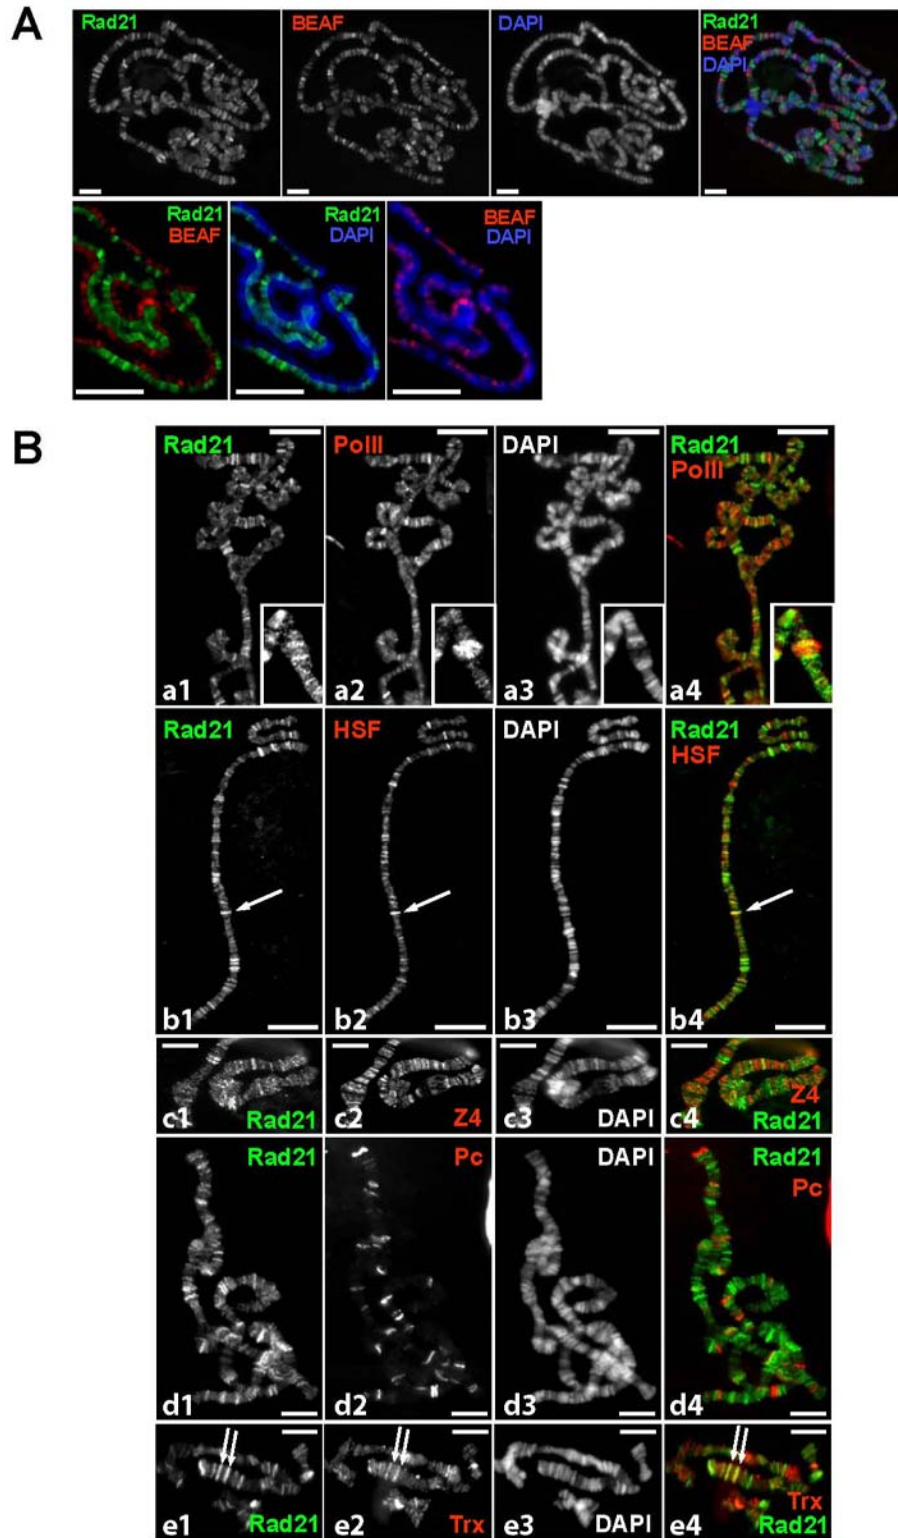 A
Rad21
BEAF
DAPI
Rad21
BEAF
DAPI
Rad21
BEAF
Rad21
DAPI
BEAF
DAPI
B
Rad21
PolII
DAPI
Rad21
PolII
a1
a2
a3
a4
Rad21
HSF
DAPI
Rad21
HSF
b1
b2
b3
b4
c1 Rad21
c2 Z4
c3 DAPI
Z4
c4 Rad21
Rad21
Pc
DAPI
Rad21
Pc
d1
d2
d3
d4
e1 Rad21
e2 Trx
e3 DAPI
Trx
e4 Rad21